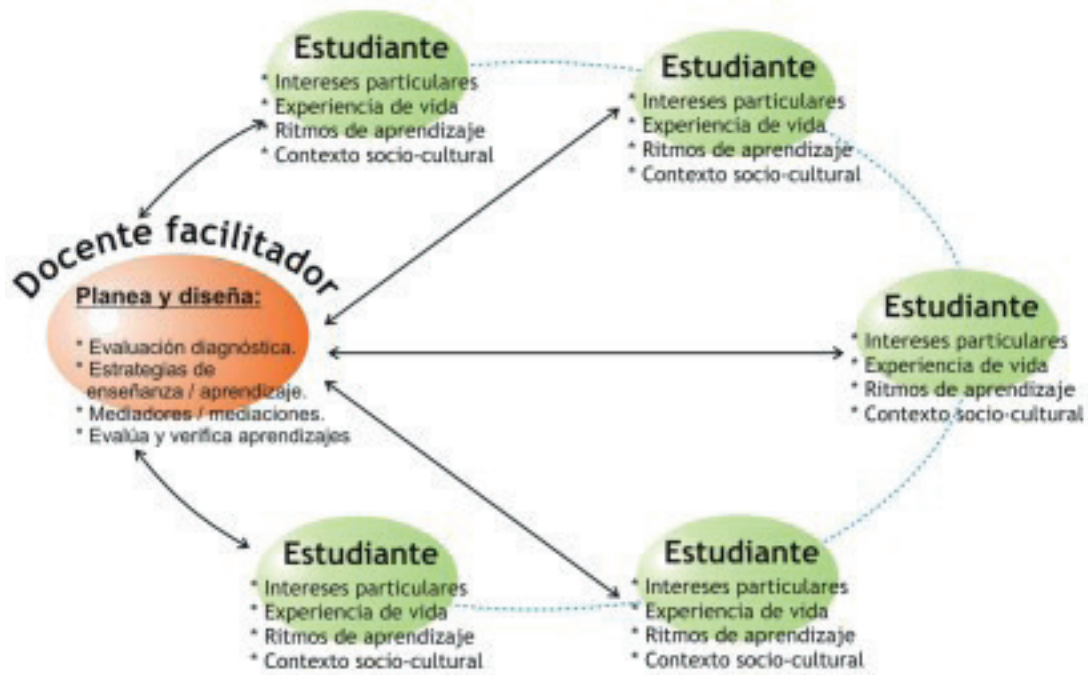 Estudiante
* Intereses particulares
* Experiencia de vida
* Ritmos de aprendizaje
* Contexto socio-cultural
Estudiante
* Intereses particulares
* Experiencia de vida
* Ritmos de aprendizaje
* Contexto socio-cultural
Docente facilitador
Planea y diseña:
* Evaluación diagnóstica.
* Estrategias de
enseñanza / aprendizaje.
* Mediadores / mediaciones.
* Evalúa y verifica aprendizajes
Estudiante
* Intereses particulares
* Experiencia de vida
* Ritmos de aprendizaje
* Contexto socio-cultural
Estudiante
* Intereses particulares
* Experiencia de vida
* Ritmos de aprendizaje
* Contexto socio-cultural
Estudiante
* Intereses particulares
* Experiencia de vida
* Ritmos de aprendizaje
* Contexto socio-cultural